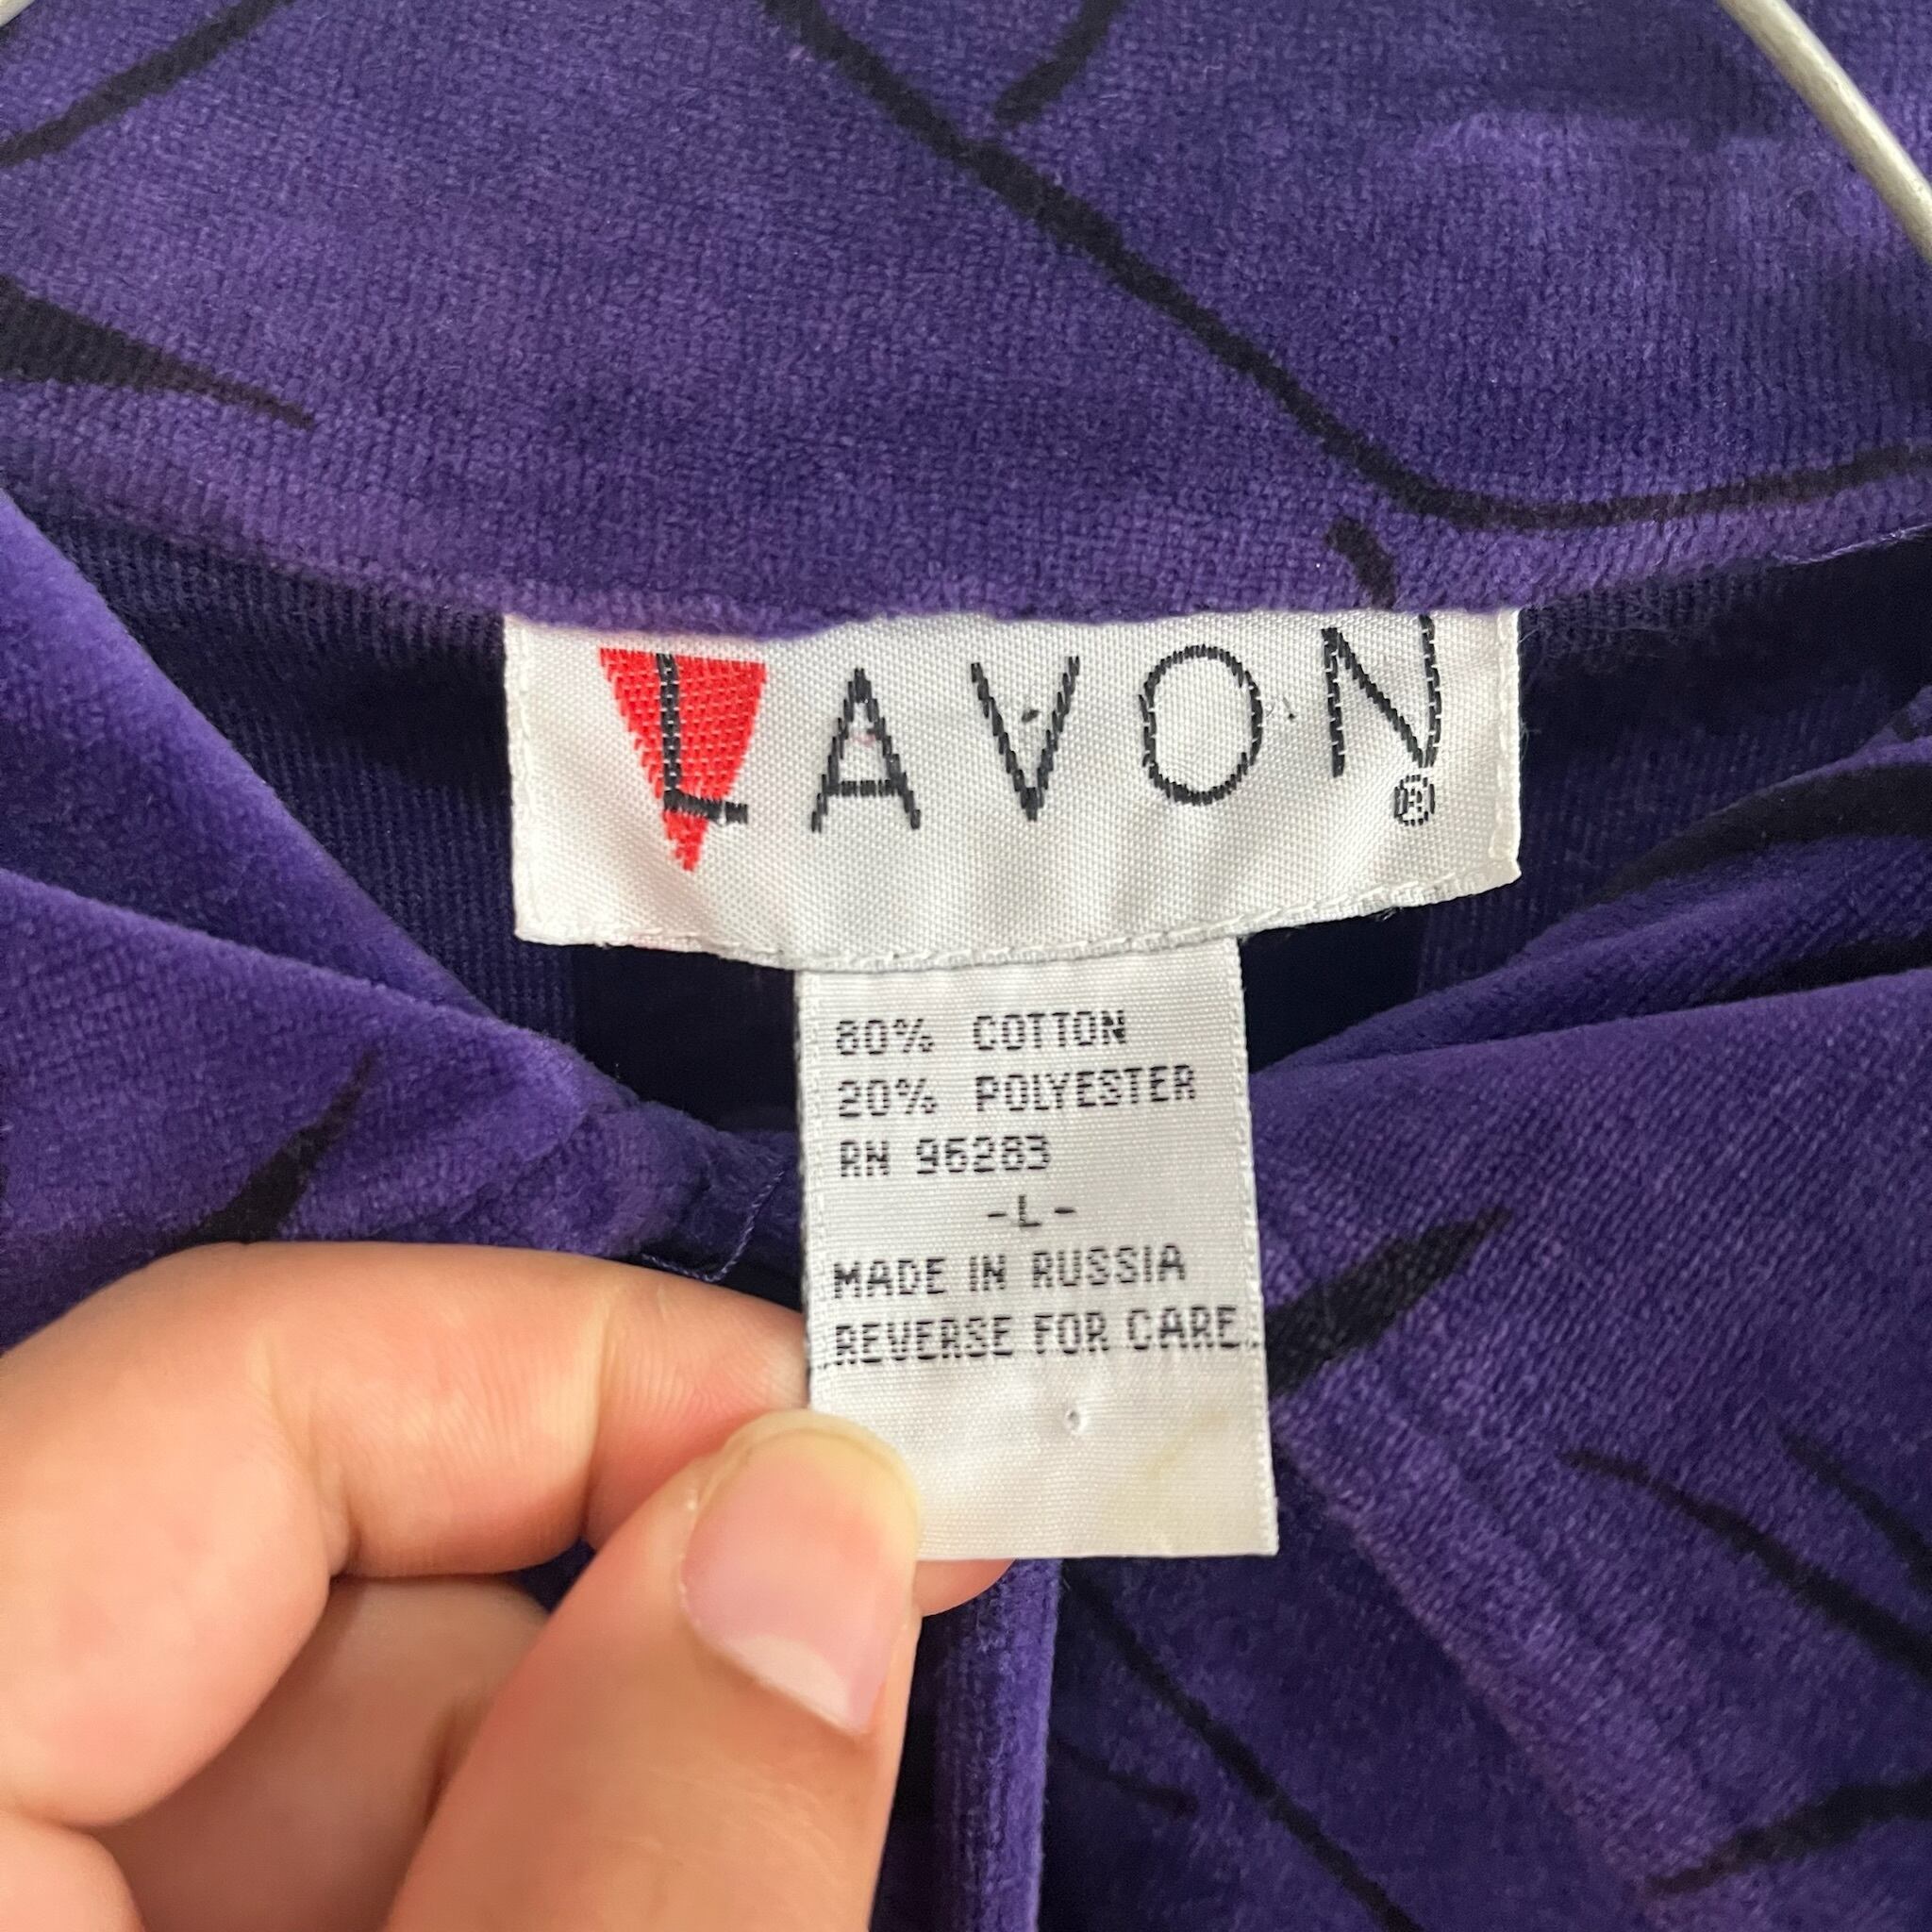 LAVON®
80% COTTON
20% POLYESTER
RN 96283
-L-
MADE IN RUSSIA
REVERSE FOR CARE